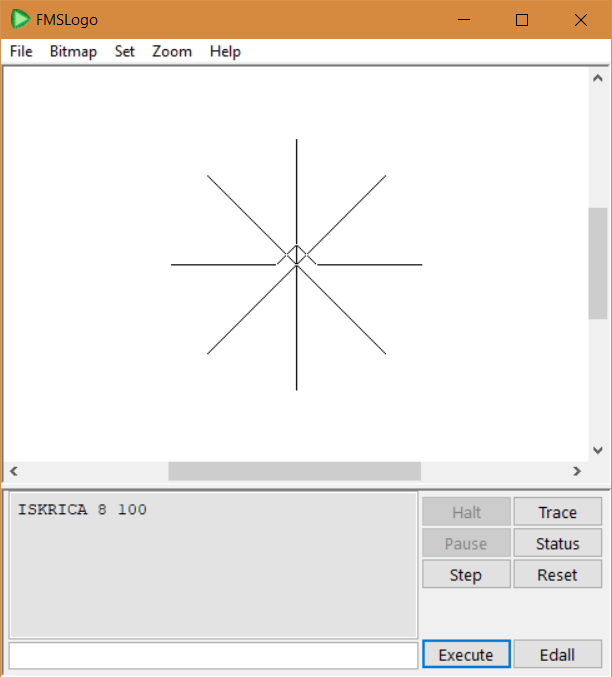 FMSLogo
File Bitmap Set Zoom Help
ISKRICA 8 100
Halt Trace
Pause Status
Step Reset
Execute Edall